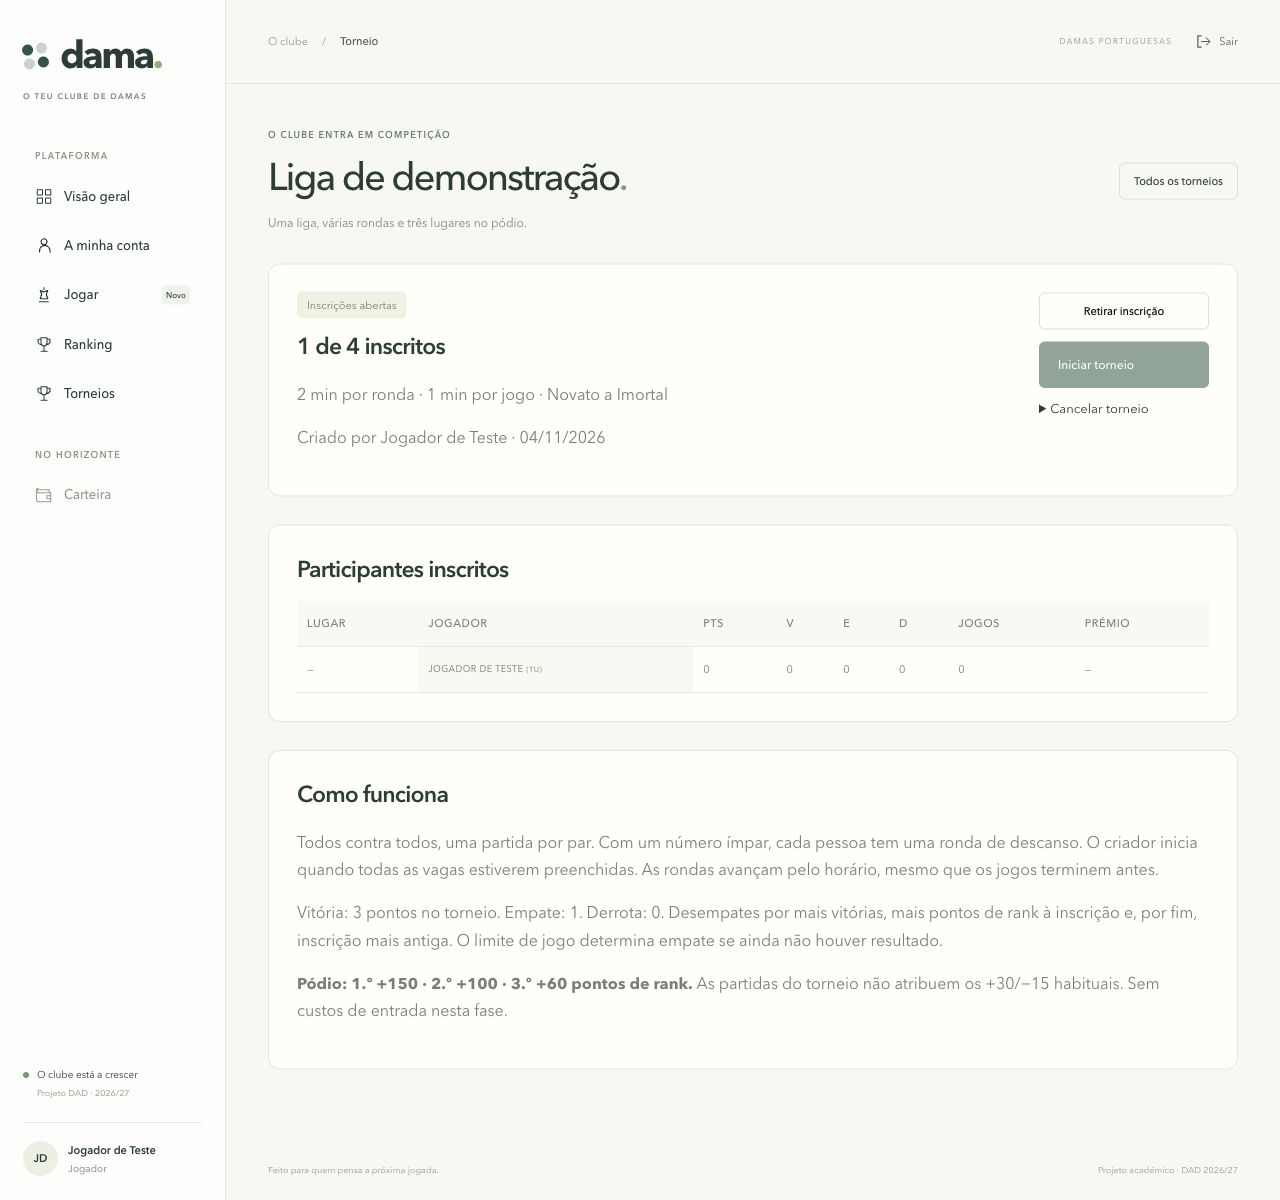 dama.
O TEU CLUBE DE DAMAS
PLATAFORMA
Visão geral
A minha conta
Jogar Novo
Ranking
Torneios
NO HORIZONTE
Carteira
O clube está a crescer
Projeto DAD · 2026/27
JD Jogador de Teste
Jogador
O clube / Torneio
DAMAS PORTUGUESAS Sair
O CLUBE ENTRA EM COMPETIÇÃO
Liga de demonstração.
Todos os torneios
Uma liga, várias rondas e três lugares no pódio.
Inscrições abertas
1 de 4 inscritos
2 min por ronda · 1 min por jogo · Novato a Imortal
Criado por Jogador de Teste · 04/11/2026
Retirar inscrição
Iniciar torneio
Cancelar torneio
Participantes inscritos
LUGAR JOGADOR PTS V E D JOGOS PRÉMIO
— JOGADOR DE TESTE (TU) 0 0 0 0 0 —
Como funciona
Todos contra todos, uma partida por par. Com um número ímpar, cada pessoa tem uma ronda de descanso. O criador inicia
quando todas as vagas estiverem preenchidas. As rondas avançam pelo horário, mesmo que os jogos terminem antes.
Vitória: 3 pontos no torneio. Empate: 1. Derrota: 0. Desempates por mais vitórias, mais pontos de rank à inscrição e, por fim,
inscrição mais antiga. O limite de jogo determina empate se ainda não houver resultado.
Pódio: 1.º +150 · 2.º +100 · 3.º +60 pontos de rank. As partidas do torneio não atribuem os +30/−15 habituais. Sem
custos de entrada nesta fase.
Feito para quem pensa a próxima jogada.
Projeto académico · DAD 2026/27